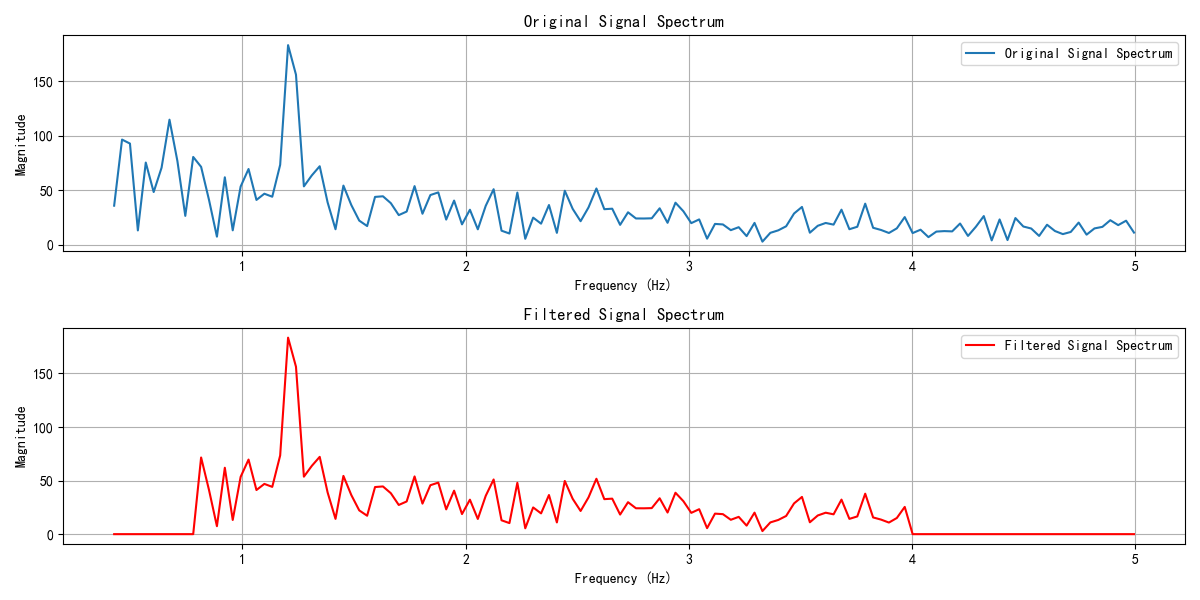 Original Signal Spectrum
Original Signal Spectrum
Magnitude
150
100
50
0
1 2 3 4 5
Frequency (Hz)
Filtered Signal Spectrum
Filtered Signal Spectrum
Magnitude
150
100
50
0
1 2 3 4 5
Frequency (Hz)